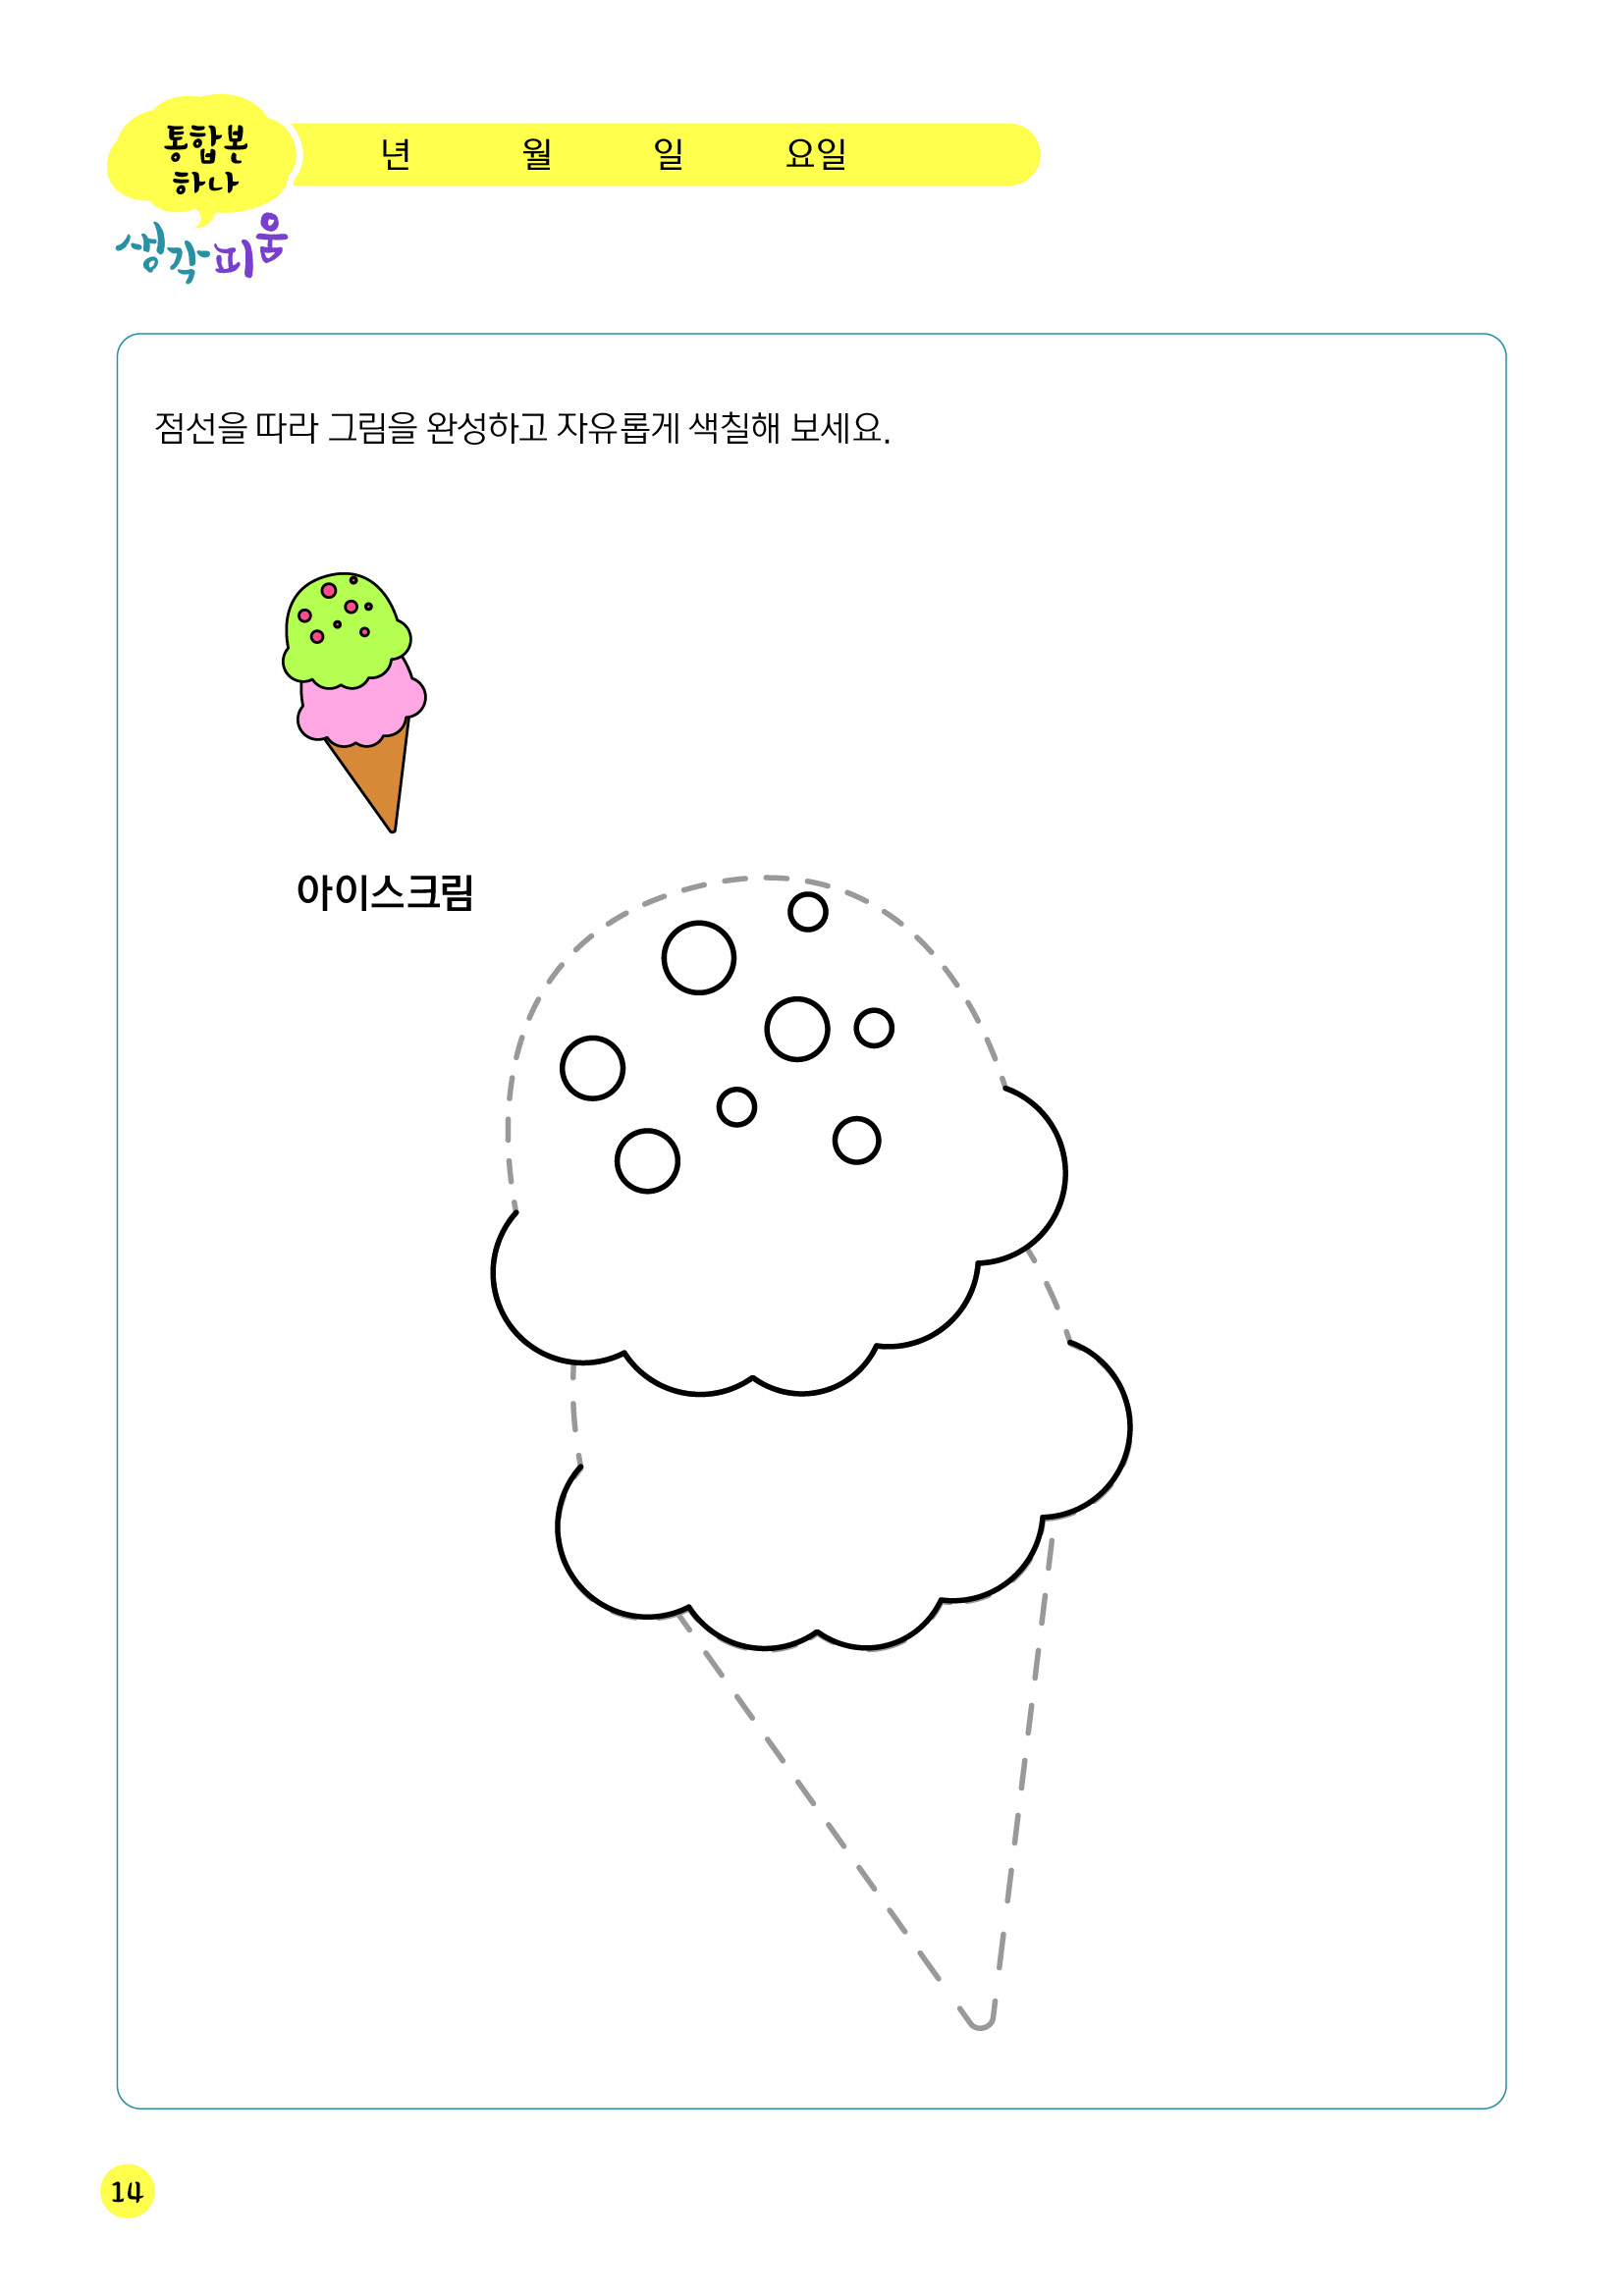 통합본
하나
년 월 일 요일
생각피움
점선을 따라 그림을 완성하고 자유롭게 색칠해 보세요.
아이스크림
14